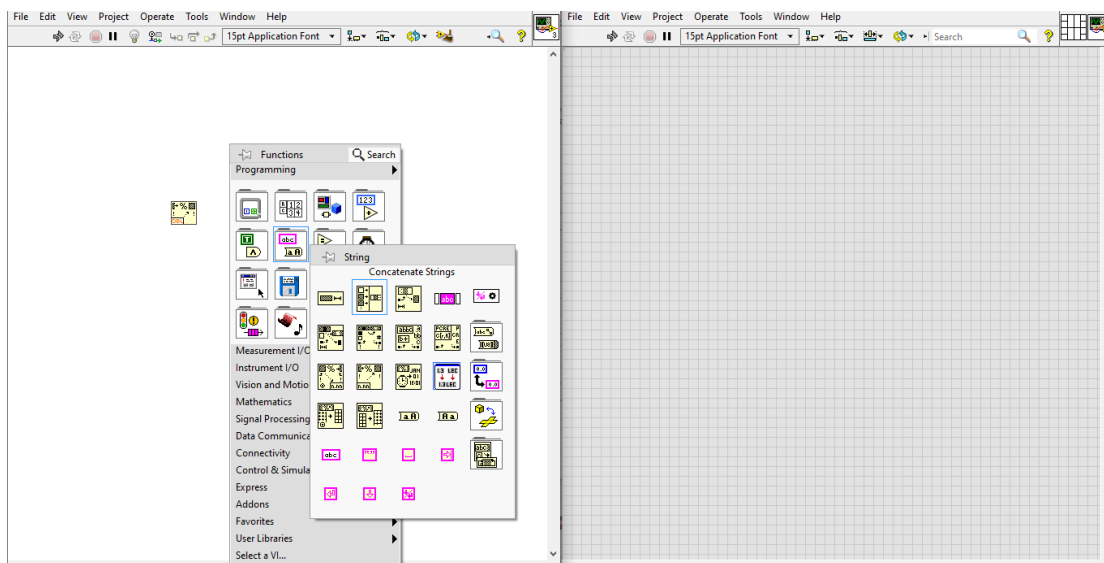 File Edit View Project Operate Tools Window Help
15pt Application Font
3
Functions Search
Programming
String
Concatenate Strings
Measurement I/O
Instrument I/O
Vision and Motio
Mathematics
Signal Processing
Data Communica
Connectivity
Control & Simula
Express
Addons
Favorites
User Libraries
Select a VI...
File Edit View Project Operate Tools Window Help
15pt Application Font Search